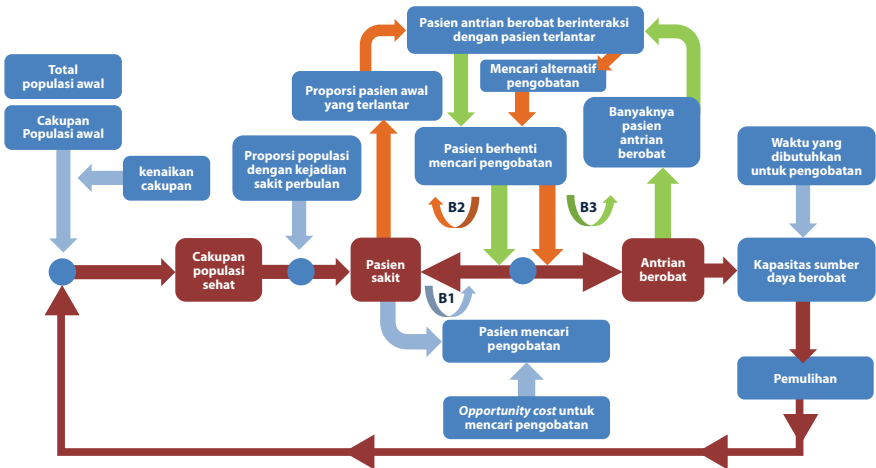 Pasien antrian berobat berinteraksi
dengan pasien terlantar
Total
populasi awal
Mencari alternatif
pengobatan
Proporsi pasien awal
yang terlantar
Cakupan
Populasi awal
Banyaknya
pasien
antrian
berobat
Pasien berhenti
mencari pengobatan
Waktu yang
dibutuhkan
untuk pengobatan
kenaikan
cakupan
Proporsi populasi
dengan kejadian
sakit perbulan
B2
B3
Cakupan
populasi
sehat
Pasien
sakit
Antrian
berobat
Kapasitas sumber
daya berobat
B1
Pasien mencari
pengobatan
Pemulihan
Opportunity cost untuk
mencari pengobatan